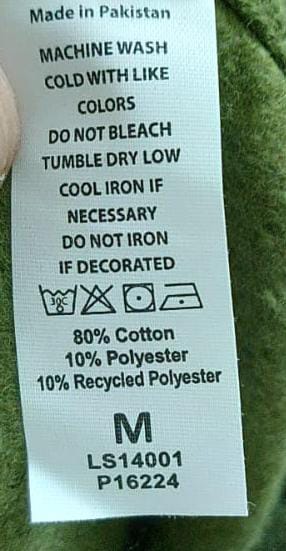 Made in Pakistan
MACHINE WASH
COLD WITH LIKE
COLORS
DO NOT BLEACH
TUMBLE DRY LOW
COOL IRON IF
NECESSARY
DO NOT IRON
IF DECORATED
30C
80% Cotton
10% Polyester
10% Recycled Polyester
M
LS14001
P16224